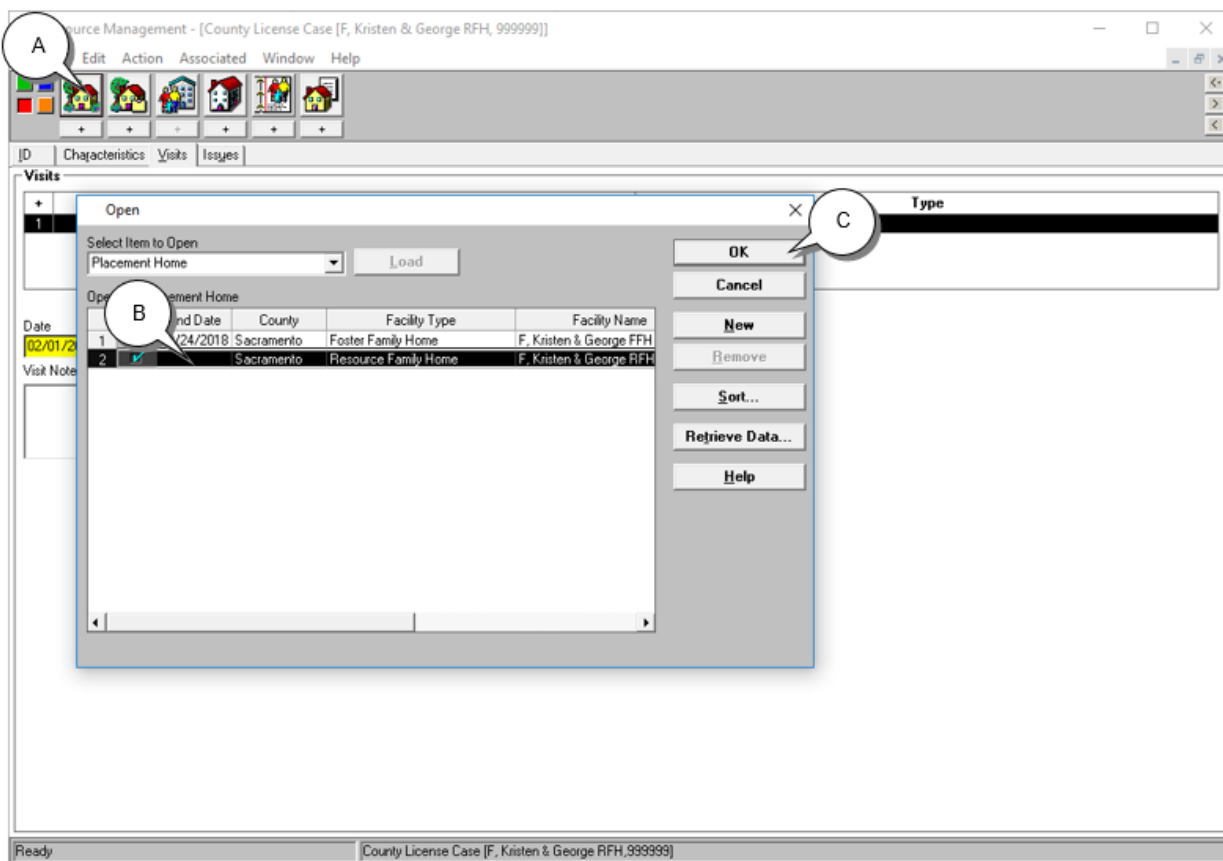 A
ource Management - [County License Case [F, Kristen & George RFH, 999999]]
Edit Action Associated Window Help
+ + + + + +
ID Characteristics Visits Issues
Visits
+ Type
1
Open
C
Select Item to Open
Placement Home Load
OK
Cancel
New
Remove
Sort...
Retrieve Data...
Help
Ope ement Home
B
nd Date County Facility Type Facility Name
1 /24/2018 Sacramento Foster Family Home F, Kristen & George FFH
2 Sacramento Resource Family Home F, Kristen & George RFH
Date
02/01/2
Visit Note
Ready County License Case [F, Kristen & George RFH,999999]